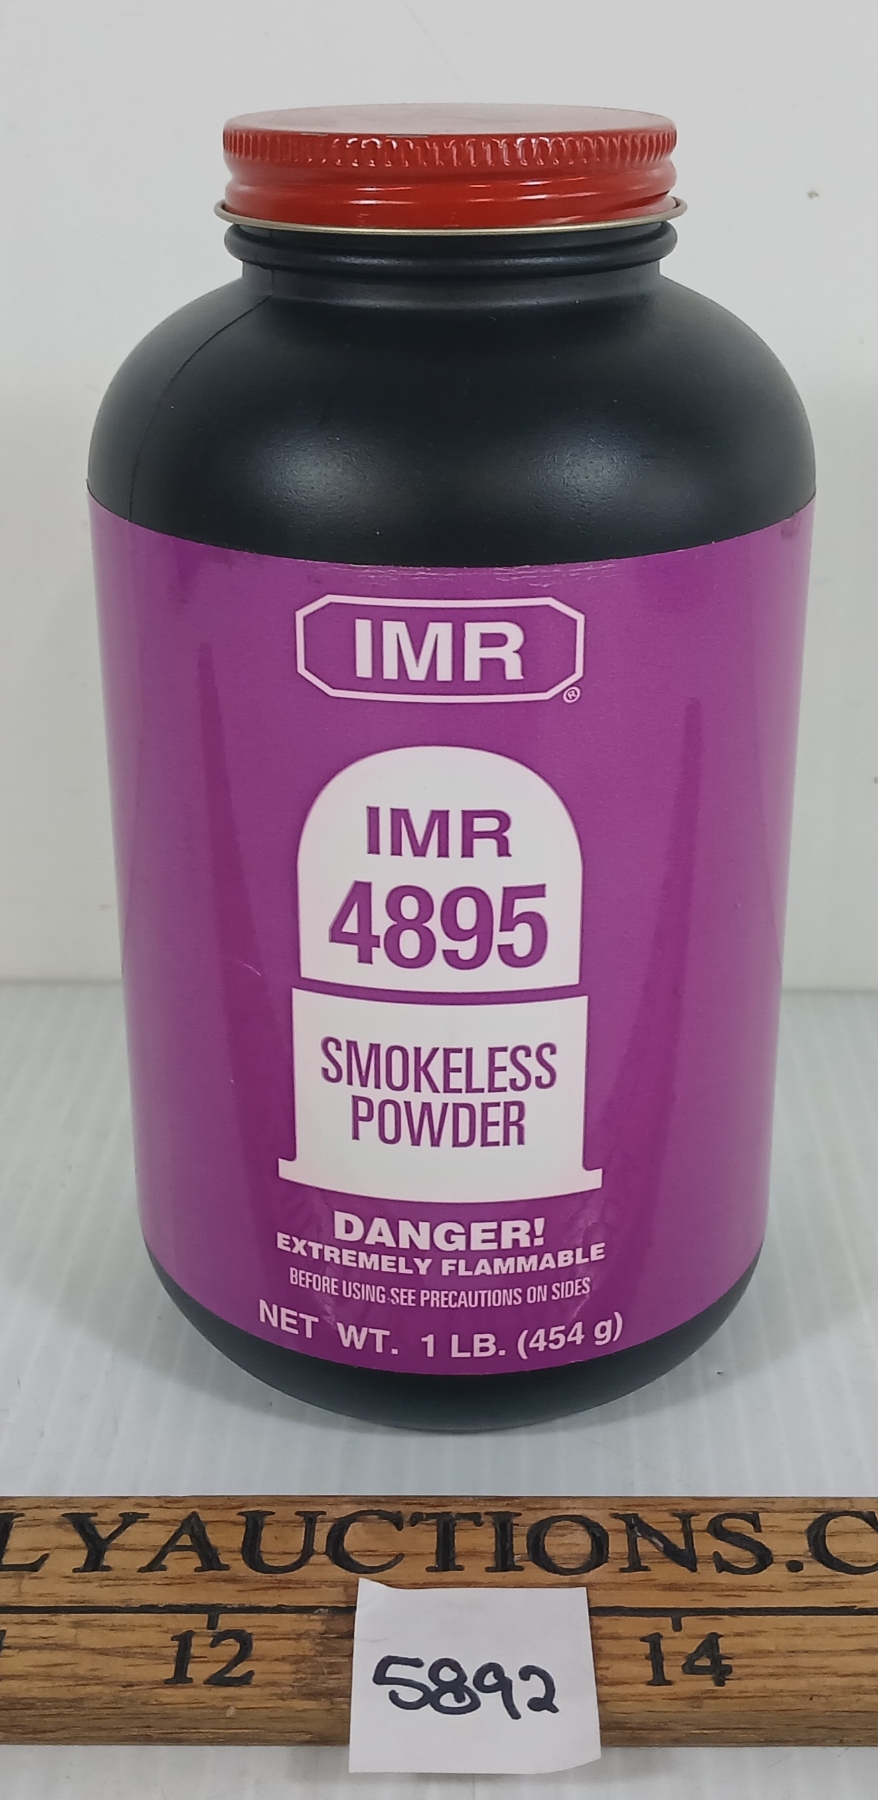 IMR
®
IMR
4895
SMOKELESS
POWDER
DANGER!
EXTREMELY FLAMMABLE
BEFORE USING SEE PRECAUTIONS ON SIDES
NET WT. 1 LB. (454 g)
LYAUCTIONS.C
12 14
5892